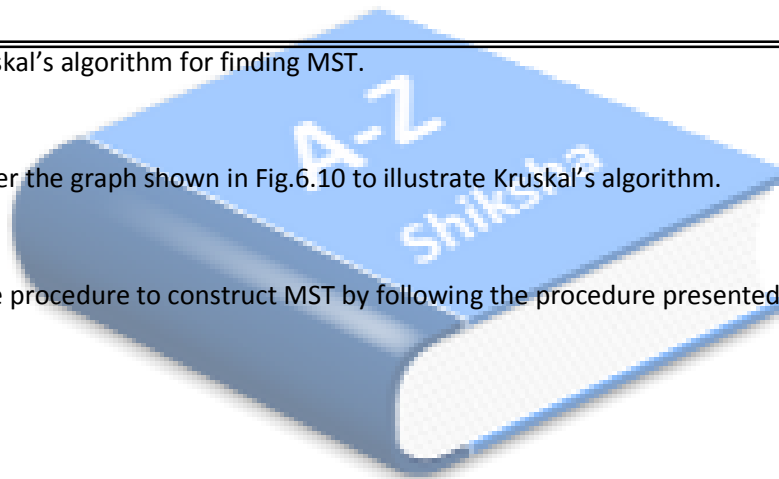 skal’s algorithm for finding MST.
A-Z
er the graph shown in Fig.6.10 to illustrate Kruskal’s algorithm.
Shiksha
e procedure to construct MST by following the procedure presented